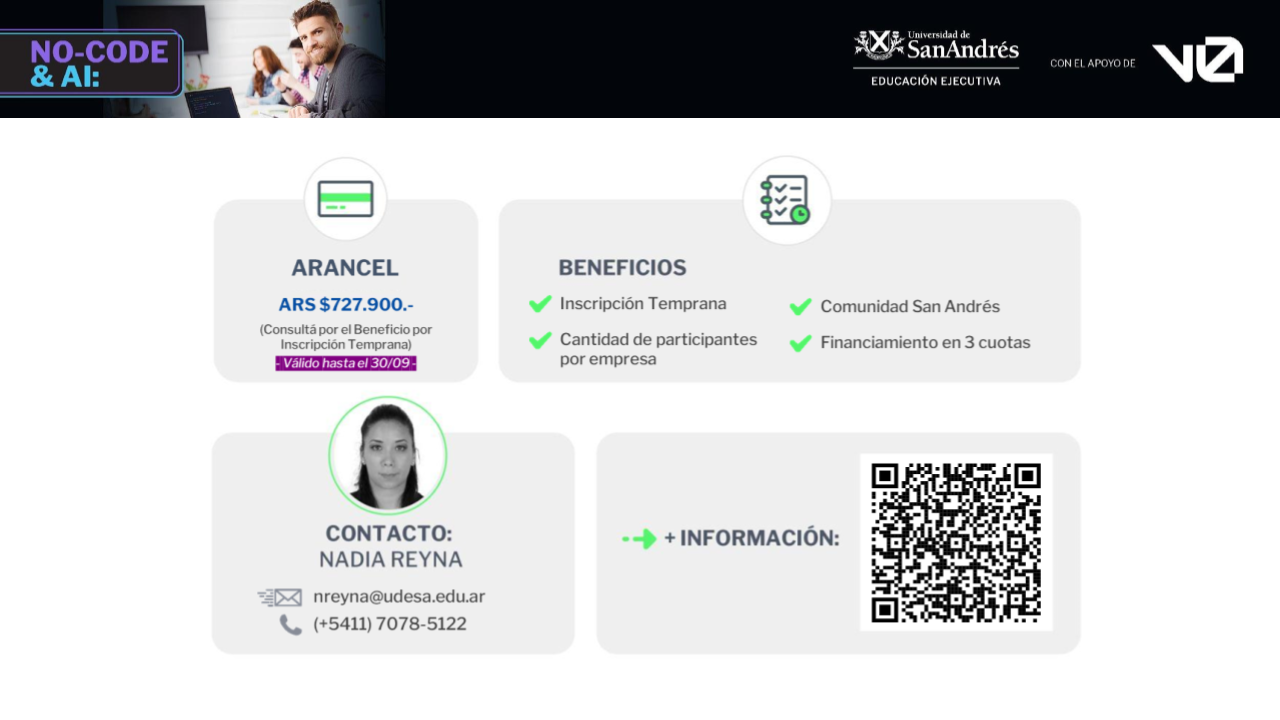 NO-CODE
& AI:
Universidad de
SanAndrés
EDUCACIÓN EJECUTIVA
CON EL APOYO DE
v0
ARANCEL
ARS $727.900.-
(Consultá por el Beneficio por
Inscripción Temprana)
- Válido hasta el 30/09 -
BENEFICIOS
Inscripción Temprana
Cantidad de participantes
por empresa
Comunidad San Andrés
Financiamiento en 3 cuotas
CONTACTO:
NADIA REYNA
nreyna@udesa.edu.ar
(+5411) 7078-5122
+ INFORMACIÓN: